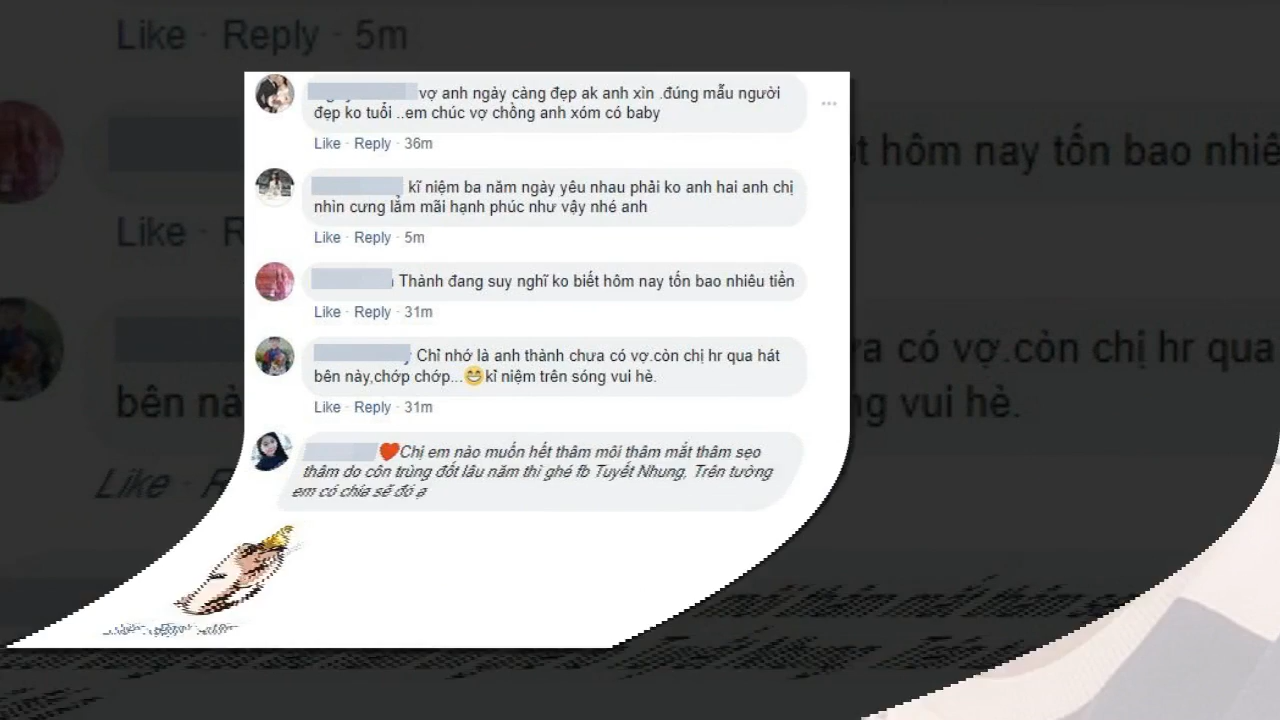 Like · Reply · 5m
vợ anh ngày càng đẹp ak anh xìn .đúng mẫu người
đẹp ko tuổi ..em chúc vợ chồng anh xóm có baby
Like · Reply · 36m
t hôm nay tốn bao nhiê
kĩ niệm ba năm ngày yêu nhau phải ko anh hai anh chị
nhìn cưng lắm mãi hạnh phúc như vậy nhé anh
Like · Reply · 5m
Like · R
Thành đang suy nghĩ ko biết hôm nay tốn bao nhiêu tiền
Like · Reply · 31m
Chỉ nhớ là anh thành chưa có vợ.còn chị hr qua hát
bên này,chớp chớp...😁kỉ niệm trên sóng vui hè.
Like · Reply · 31m
a có vợ.còn chị hr qua
bên nà
ng vui hè.
❤Chị em nào muốn hết thâm môi thâm mắt thâm sẹo
thâm do côn trùng đốt lâu năm thì ghé fb Tuyết Nhung, Trên tường
em có chia sẽ đó ạ
Like · R
Like · Reply